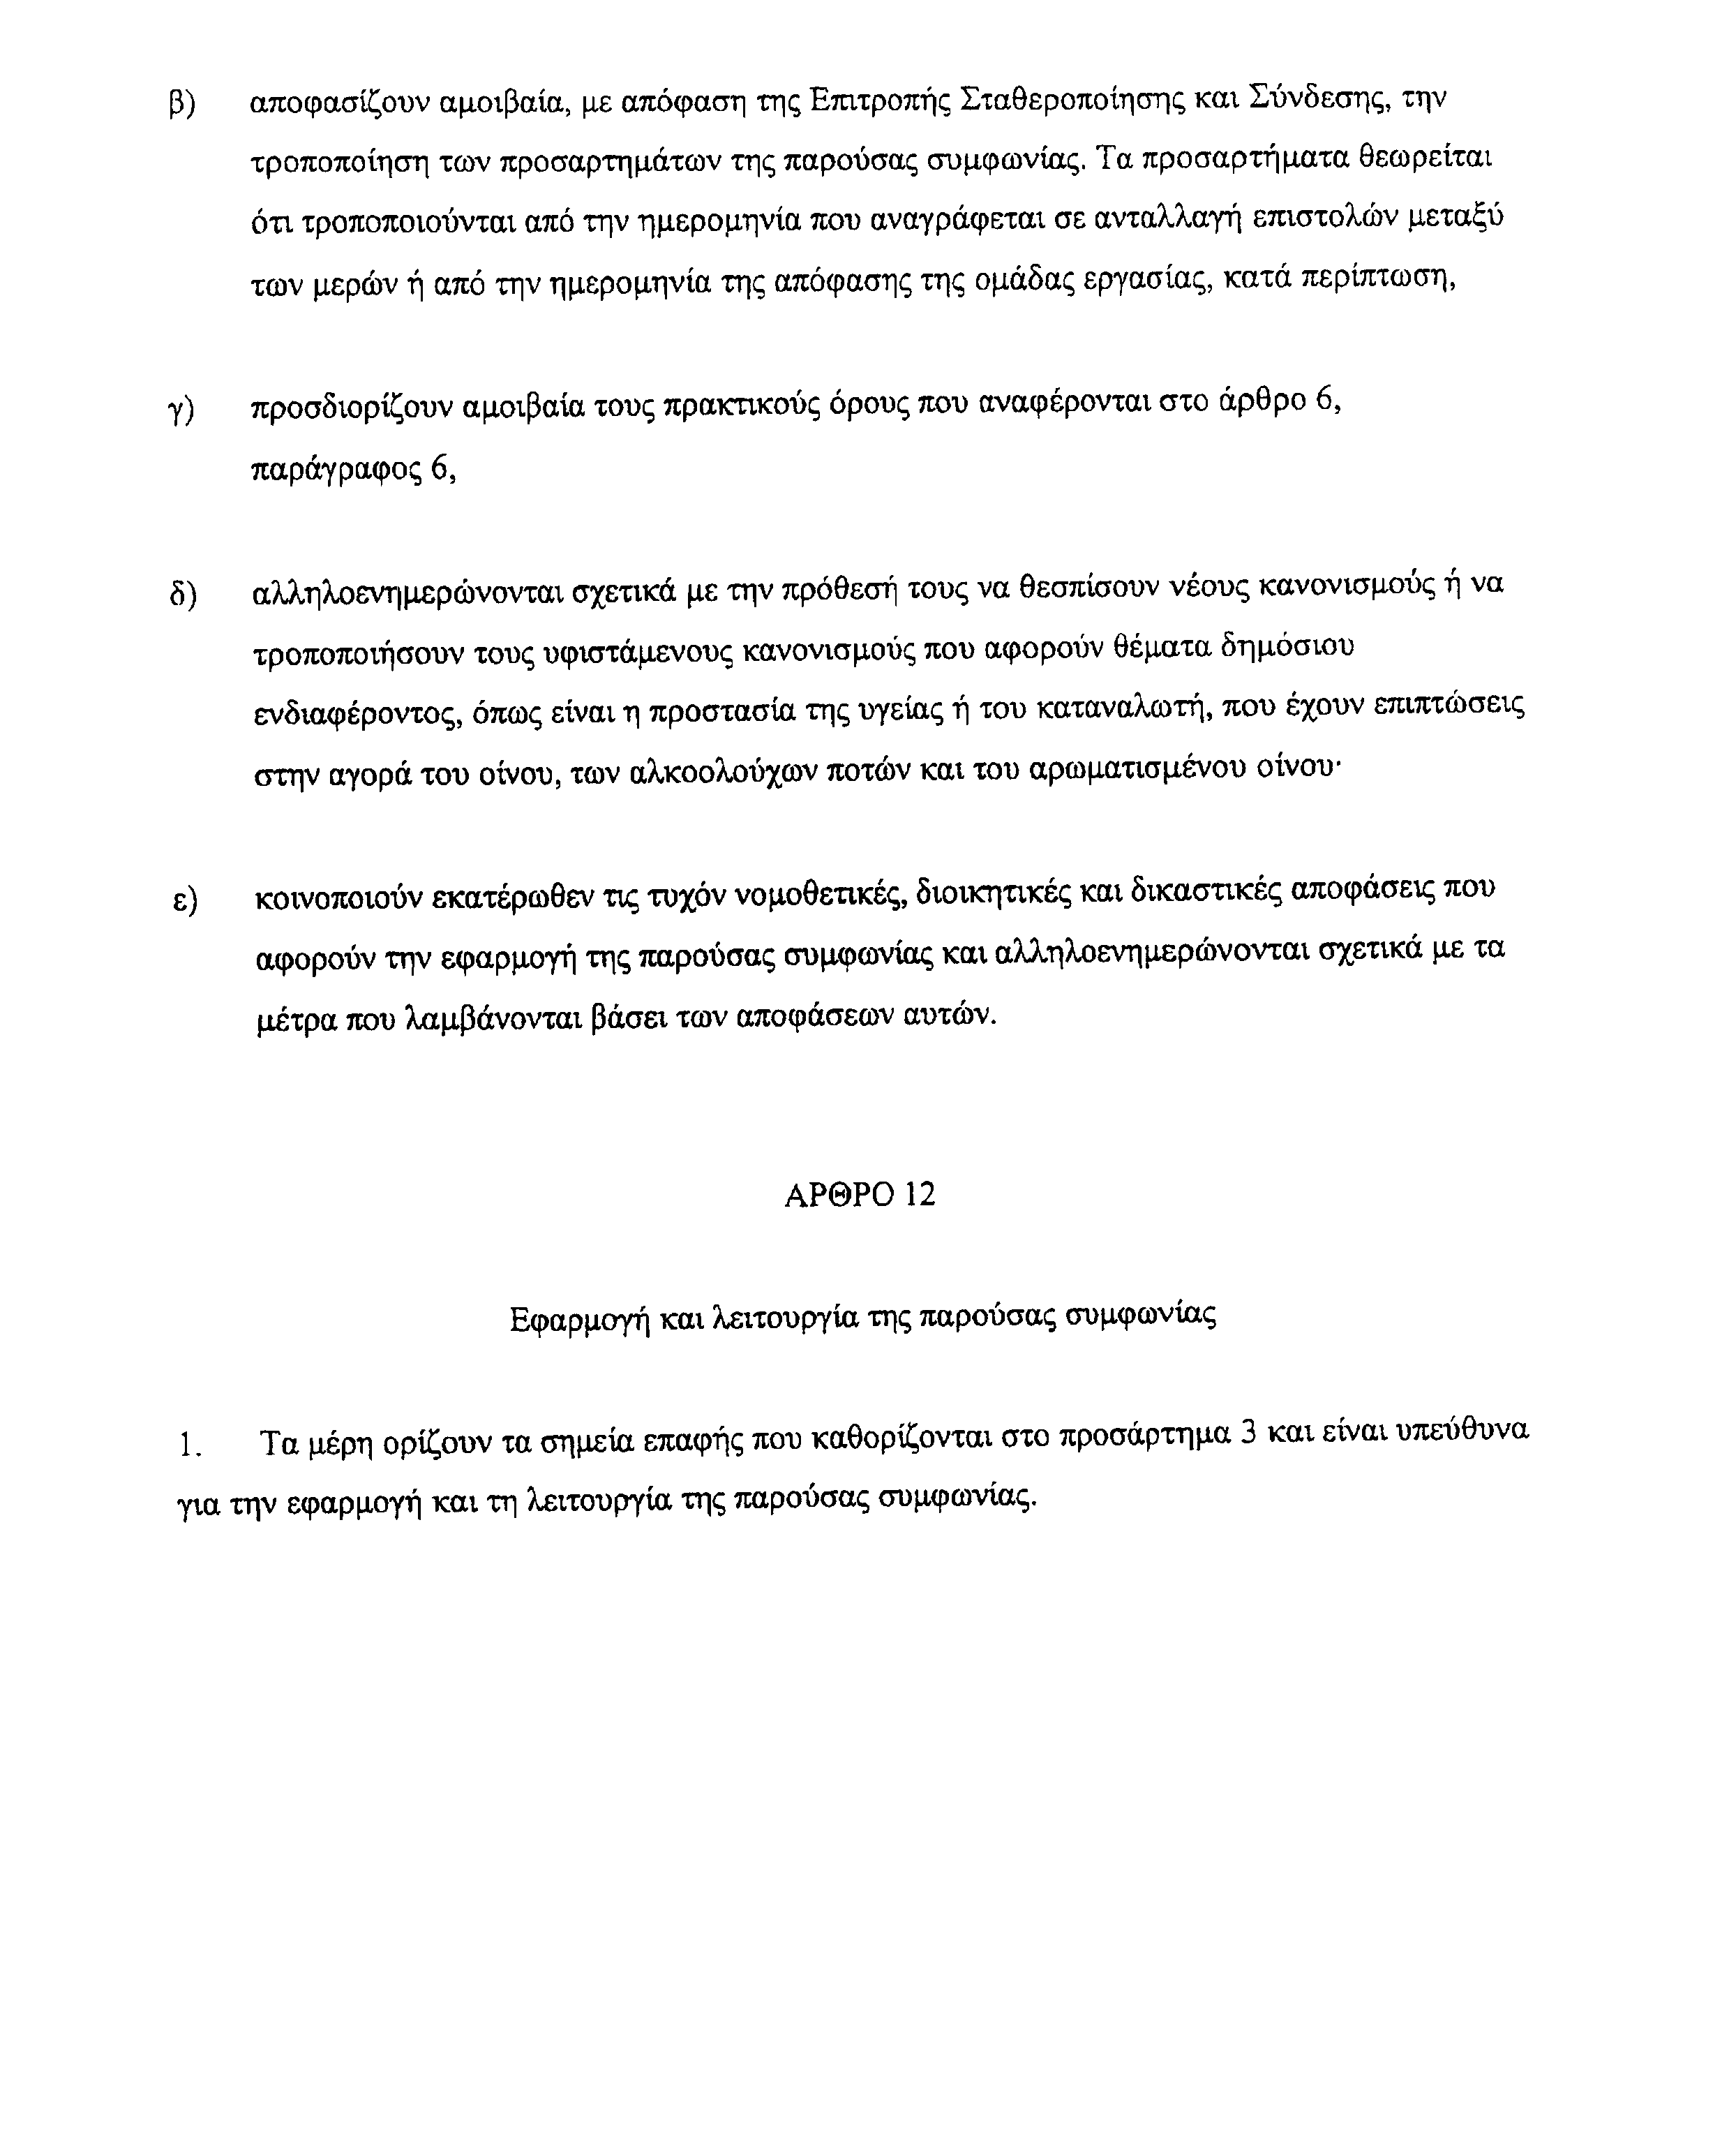 β) αποφασίζουν αμοιβαία, με απόφαση της Επιτροπής Σταθεροποίησης και Σύνδεσης, την
τροποποίηση των προσαρτημάτων της παρούσας συμφωνίας. Τα προσαρτήματα θεωρείται
ότι τροποποιούνται από την ημερομηνία που αναγράφεται σε ανταλλαγή επιστολών μεταξύ
των μερών ή από την ημερομηνία της απόφασης της ομάδας εργασίας, κατά περίπτωση,
γ) προσδιορίζουν αμοιβαία τους πρακτικούς όρους που αναφέρονται στο άρθρο 6,
παράγραφος 6,
δ) αλληλοενημερώνονται σχετικά με την πρόθεσή τους να θεσπίσουν νέους κανονισμούς ή να
τροποποιήσουν τους υφιστάμενους κανονισμούς που αφορούν θέματα δημόσιου
ενδιαφέροντος, όπως είναι η προστασία της υγείας ή του καταναλωτή, που έχουν επιπτώσεις
στην αγορά του οίνου, των αλκοολούχων ποτών και του αρωματισμένου οίνου·
ε) κοινοποιούν εκατέρωθεν τις τυχόν νομοθετικές, διοικητικές και δικαστικές αποφάσεις που
αφορούν την εφαρμογή της παρούσας συμφωνίας και αλληλοενημερώνονται σχετικά με τα
μέτρα που λαμβάνονται βάσει των αποφάσεων αυτών.
ΑΡΘΡΟ 12
Εφαρμογή και λειτουργία της παρούσας συμφωνίας
1. Τα μέρη ορίζουν τα σημεία επαφής που καθορίζονται στο προσάρτημα 3 και είναι υπεύθυνα
για την εφαρμογή και τη λειτουργία της παρούσας συμφωνίας.